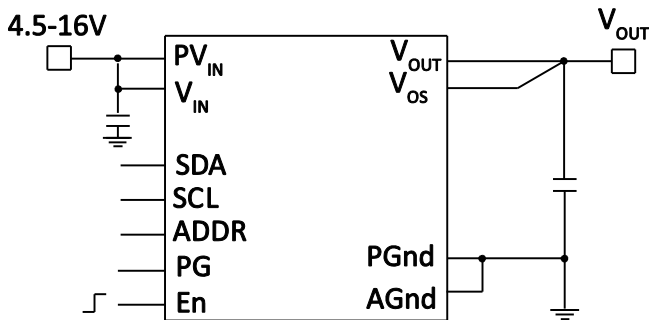 4.5-16V
V_OUT
PV_IN
V_IN
V_OUT
V_OS
SDA
SCL
ADDR
PG
En
PGnd
AGnd